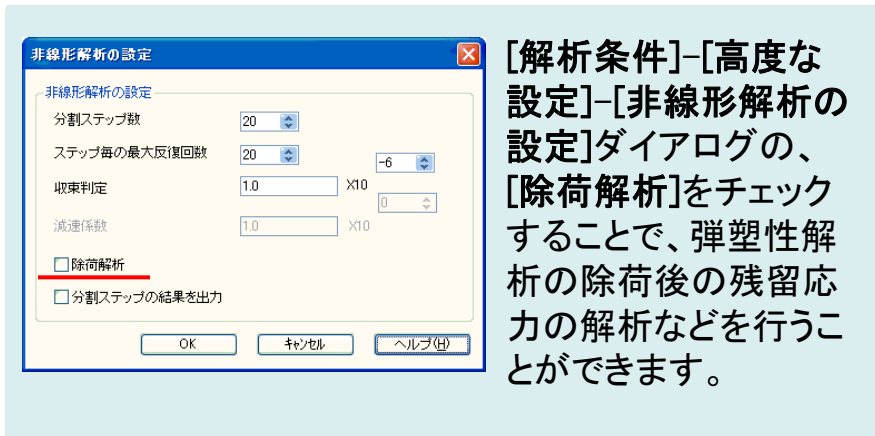 非線形解析の設定
非線形解析の設定
分割ステップ数 20
ステップ毎の最大反復回数 20
-6
収束判定 1.0 X10
0
減速係数 1.0 X10
除荷解析
分割ステップの結果を出力
OK キャンセル ヘルプ(H)
[解析条件]-[高度な
設定]-[非線形解析の
設定]ダイアログの、
[除荷解析]をチェック
することで、弾塑性解
析の除荷後の残留応
力の解析などを行うこ
とができます。